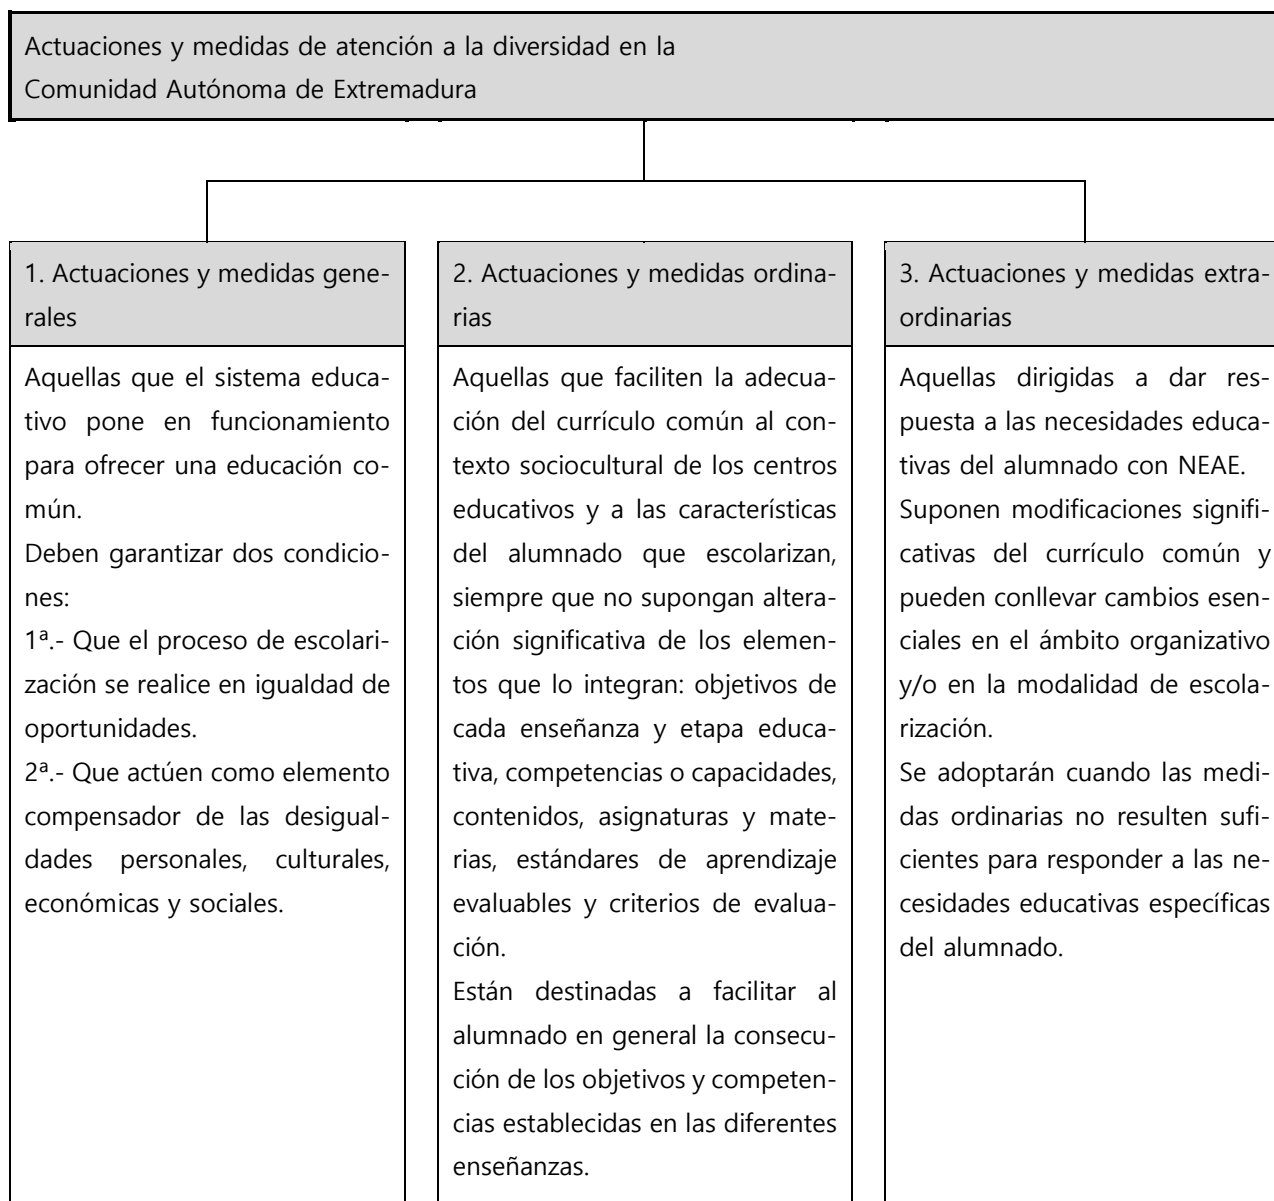 Actuaciones y medidas de atención a la diversidad en la
Comunidad Autónoma de Extremadura
1. Actuaciones y medidas gene-
rales
Aquellas que el sistema educa-
tivo pone en funcionamiento
para ofrecer una educación co-
mún.
Deben garantizar dos condicio-
nes:
1ª.- Que el proceso de escolari-
zación se realice en igualdad de
oportunidades.
2ª.- Que actúen como elemento
compensador de las desigual-
dades personales, culturales,
económicas y sociales.
2. Actuaciones y medidas ordina-
rias
Aquellas que faciliten la adecua-
ción del currículo común al con-
texto sociocultural de los centros
educativos y a las características
del alumnado que escolarizan,
siempre que no supongan altera-
ción significativa de los elemen-
tos que lo integran: objetivos de
cada enseñanza y etapa educa-
tiva, competencias o capacidades,
contenidos, asignaturas y mate-
rias, estándares de aprendizaje
evaluables y criterios de evalua-
ción.
Están destinadas a facilitar al
alumnado en general la consecu-
ción de los objetivos y competen-
cias establecidas en las diferentes
enseñanzas.
3. Actuaciones y medidas extra-
ordinarias
Aquellas dirigidas a dar res-
puesta a las necesidades educa-
tivas del alumnado con NEAE.
Suponen modificaciones signifi-
cativas del currículo común y
pueden conllevar cambios esen-
ciales en el ámbito organizativo
y/o en la modalidad de escola-
rización.
Se adoptarán cuando las medi-
das ordinarias no resulten sufi-
cientes para responder a las ne-
cesidades educativas específicas
del alumnado.